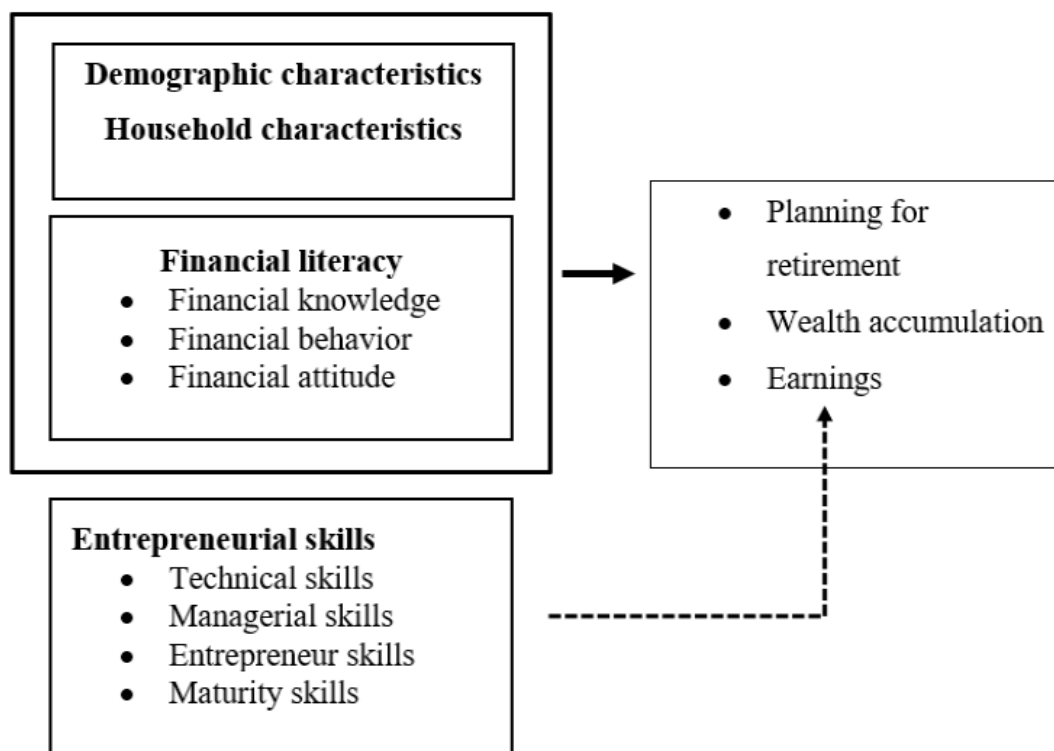 Demographic characteristics
Household characteristics
Financial literacy
• Financial knowledge
• Financial behavior
• Financial attitude
• Planning for
retirement
• Wealth accumulation
• Earnings
Entrepreneurial skills
• Technical skills
• Managerial skills
• Entrepreneur skills
• Maturity skills